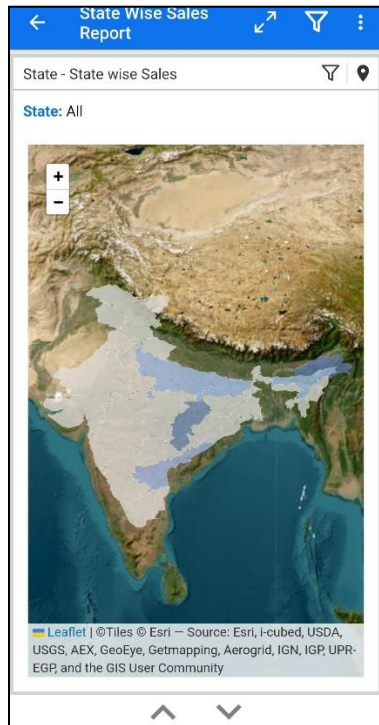 State Wise Sales
Report
State - State wise Sales
State: All
+
−
Leaflet | ©Tiles © Esri — Source: Esri, i-cubed, USDA,
USGS, AEX, GeoEye, Getmapping, Aerogrid, IGN, IGP, UPR-
EGP, and the GIS User Community